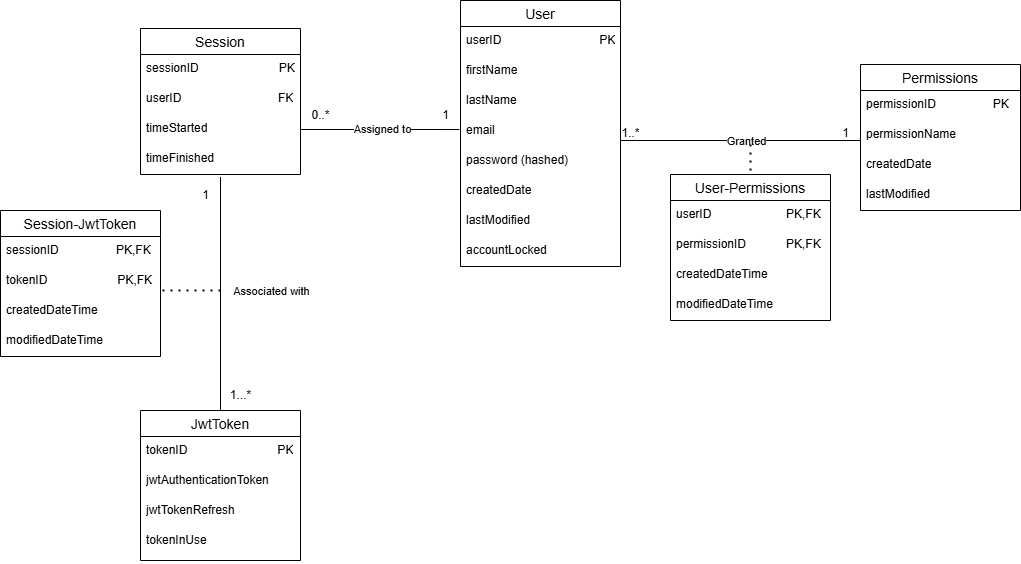 User
userID PK
firstName
lastName
email
password (hashed)
createdDate
lastModified
accountLocked
Session
sessionID PK
userID FK
timeStarted
timeFinished
0..*
Assigned to
1
1..*
Granted
1
Permissions
permissionID PK
permissionName
createdDate
lastModified
User-Permissions
userID PK,FK
permissionID PK,FK
createdDateTime
modifiedDateTime
1
Session-JwtToken
sessionID PK,FK
tokenID PK,FK
createdDateTime
modifiedDateTime
Associated with
1...*
JwtToken
tokenID PK
jwtAuthenticationToken
jwtTokenRefresh
tokenInUse